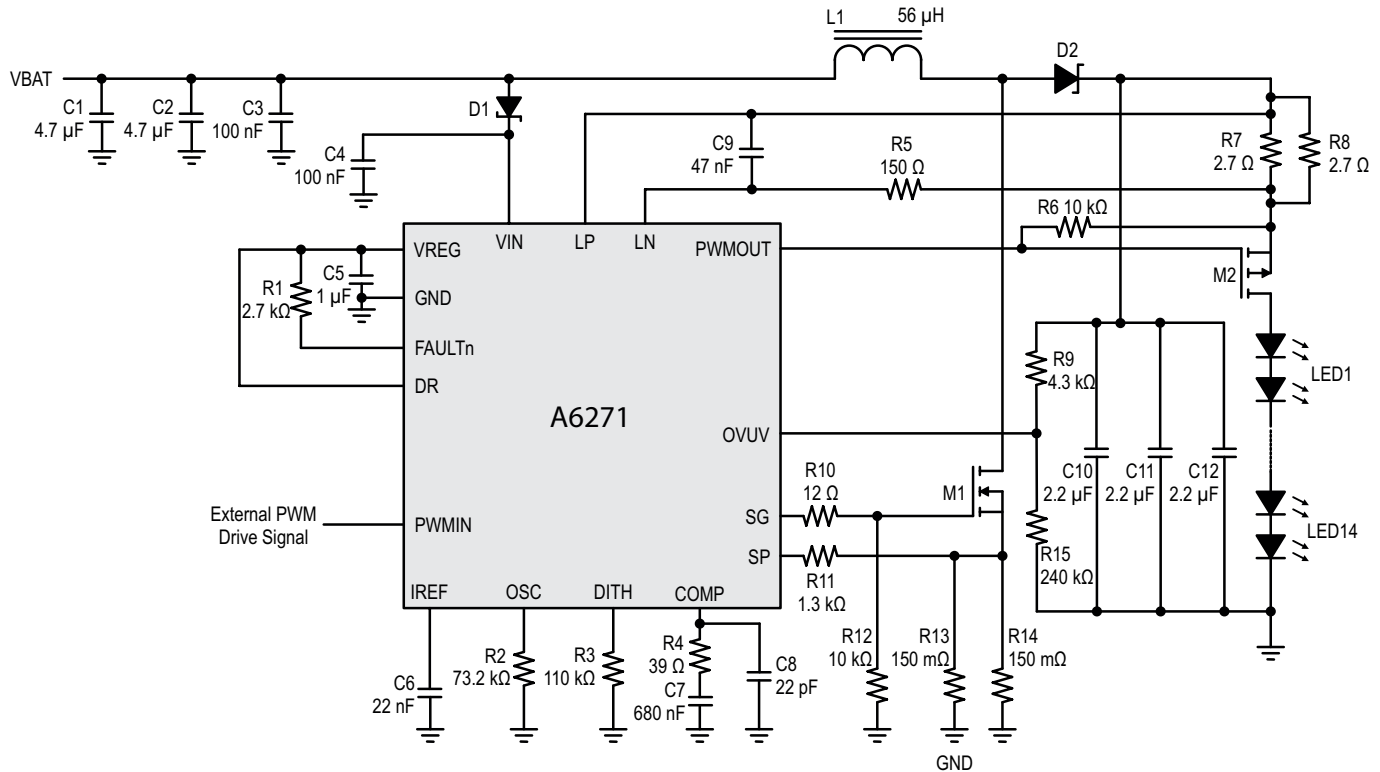 L1
56 µH
D2
VBAT
C1
4.7 µF
C2
4.7 µF
C3
100 nF
D1
C4
100 nF
C9
47 nF
R5
150 Ω
R7
2.7 Ω
R8
2.7 Ω
R6 10 kΩ
VREG
VIN
LP
LN
PWMOUT
M2
C5
1 µF
R1
2.7 kΩ
GND
FAULTn
DR
A6271
OVUV
R9
4.3 kΩ
LED1
C10
2.2 µF
C11
2.2 µF
C12
2.2 µF
R10
12 Ω
M1
LED14
External PWM
Drive Signal
PWMIN
SG
SP
R11
1.3 kΩ
R15
240 kΩ
IREF
OSC
DITH
COMP
C6
22 nF
R2
73.2 kΩ
R3
110 kΩ
R4
39 Ω
C7
680 nF
C8
22 pF
R12
10 kΩ
R13
150 mΩ
R14
150 mΩ
GND